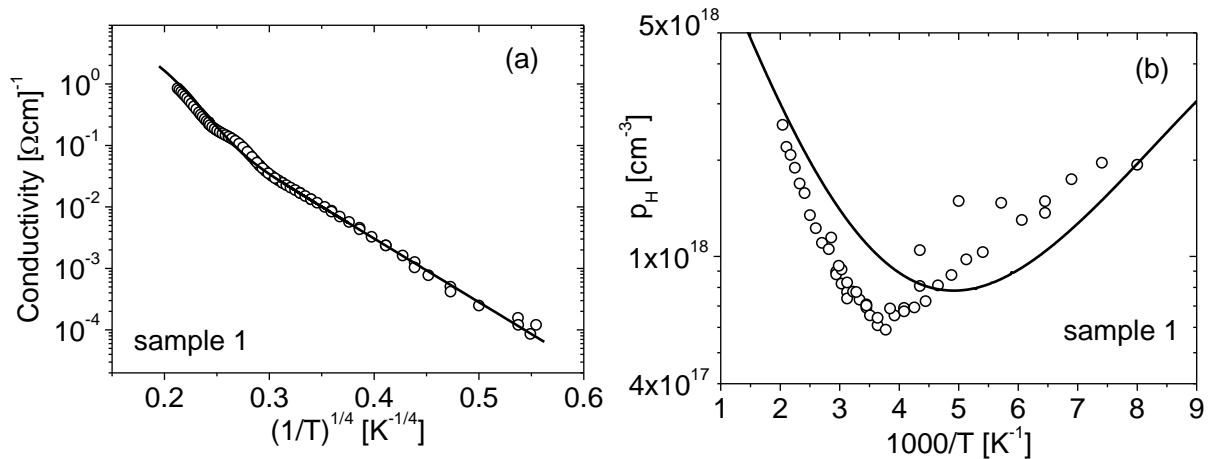 (a)
10⁰
10⁻¹
10⁻²
10⁻³
10⁻⁴
Conductivity [Ωcm]⁻¹
sample 1
0.2 0.3 0.4 0.5 0.6
(1/T)^1/4 [K^-1/4]
(b)
5x10¹⁸
1x10¹⁸
4x10¹⁷
p_H [cm⁻³]
sample 1
1 2 3 4 5 6 7 8 9
1000/T [K⁻¹]